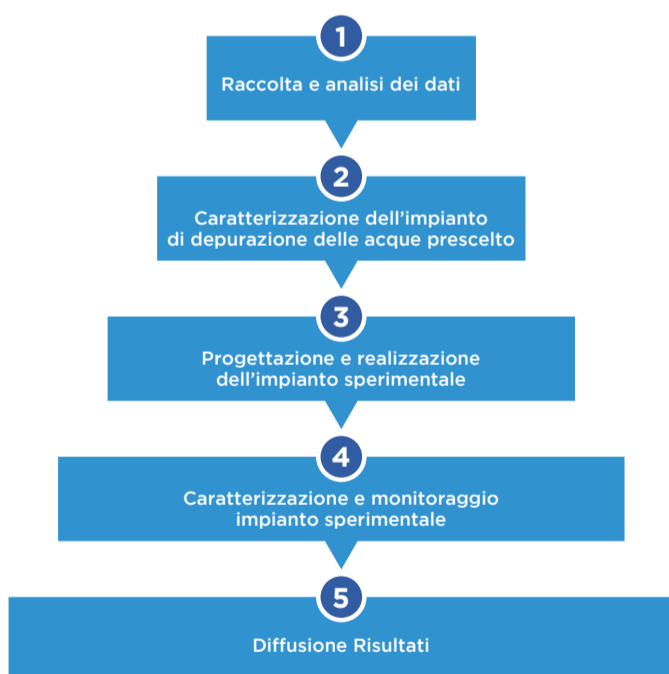 1
Raccolta e analisi dei dati
2
Caratterizzazione dell’impianto
di depurazione delle acque prescelto
3
Progettazione e realizzazione
dell’impianto sperimentale
4
Caratterizzazione e monitoraggio
impianto sperimentale
5
Diffusione Risultati